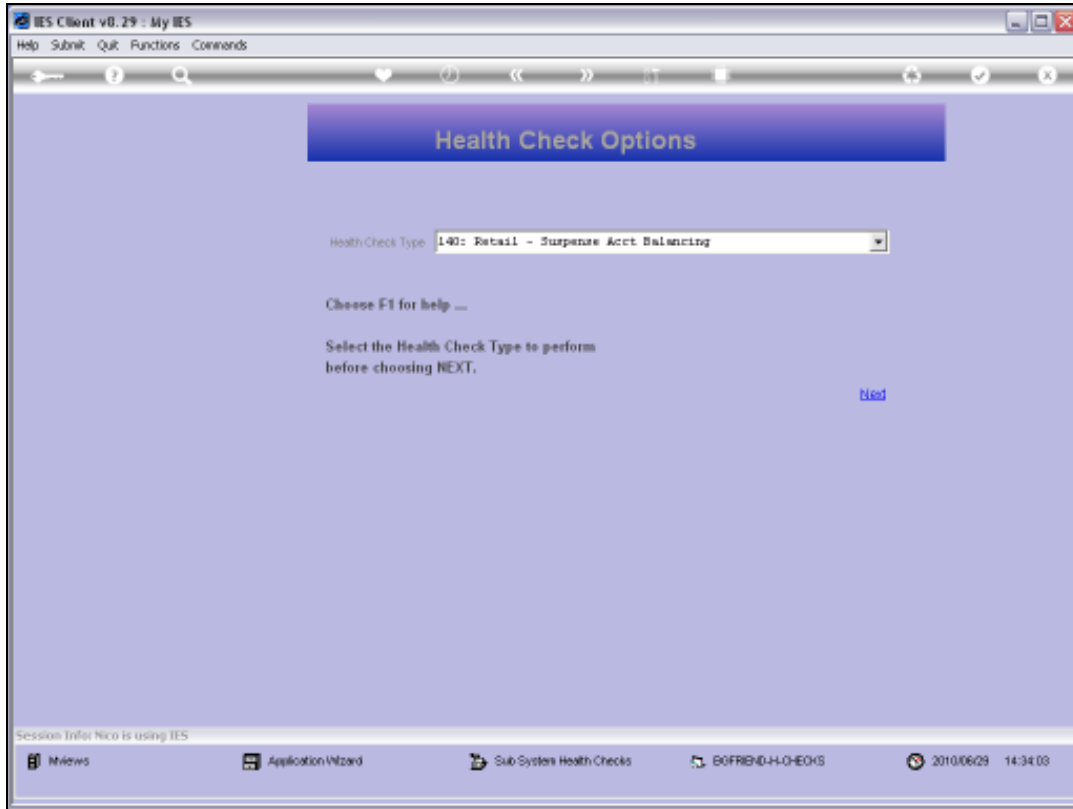 IES Client v8.29 : My IES
Help Submit Quit Functions Commands
Health Check Options
Health Check Type 140: Retail - Suspense Acct Balancing
Choose F1 for help ...
Select the Health Check Type to perform
before choosing NEXT.
Next
Session Info: Nico is using IES
Mviews Application Wizard Sub System Health Checks BGFRIEND-H-CHECKS 2010/06/29 14:34:03